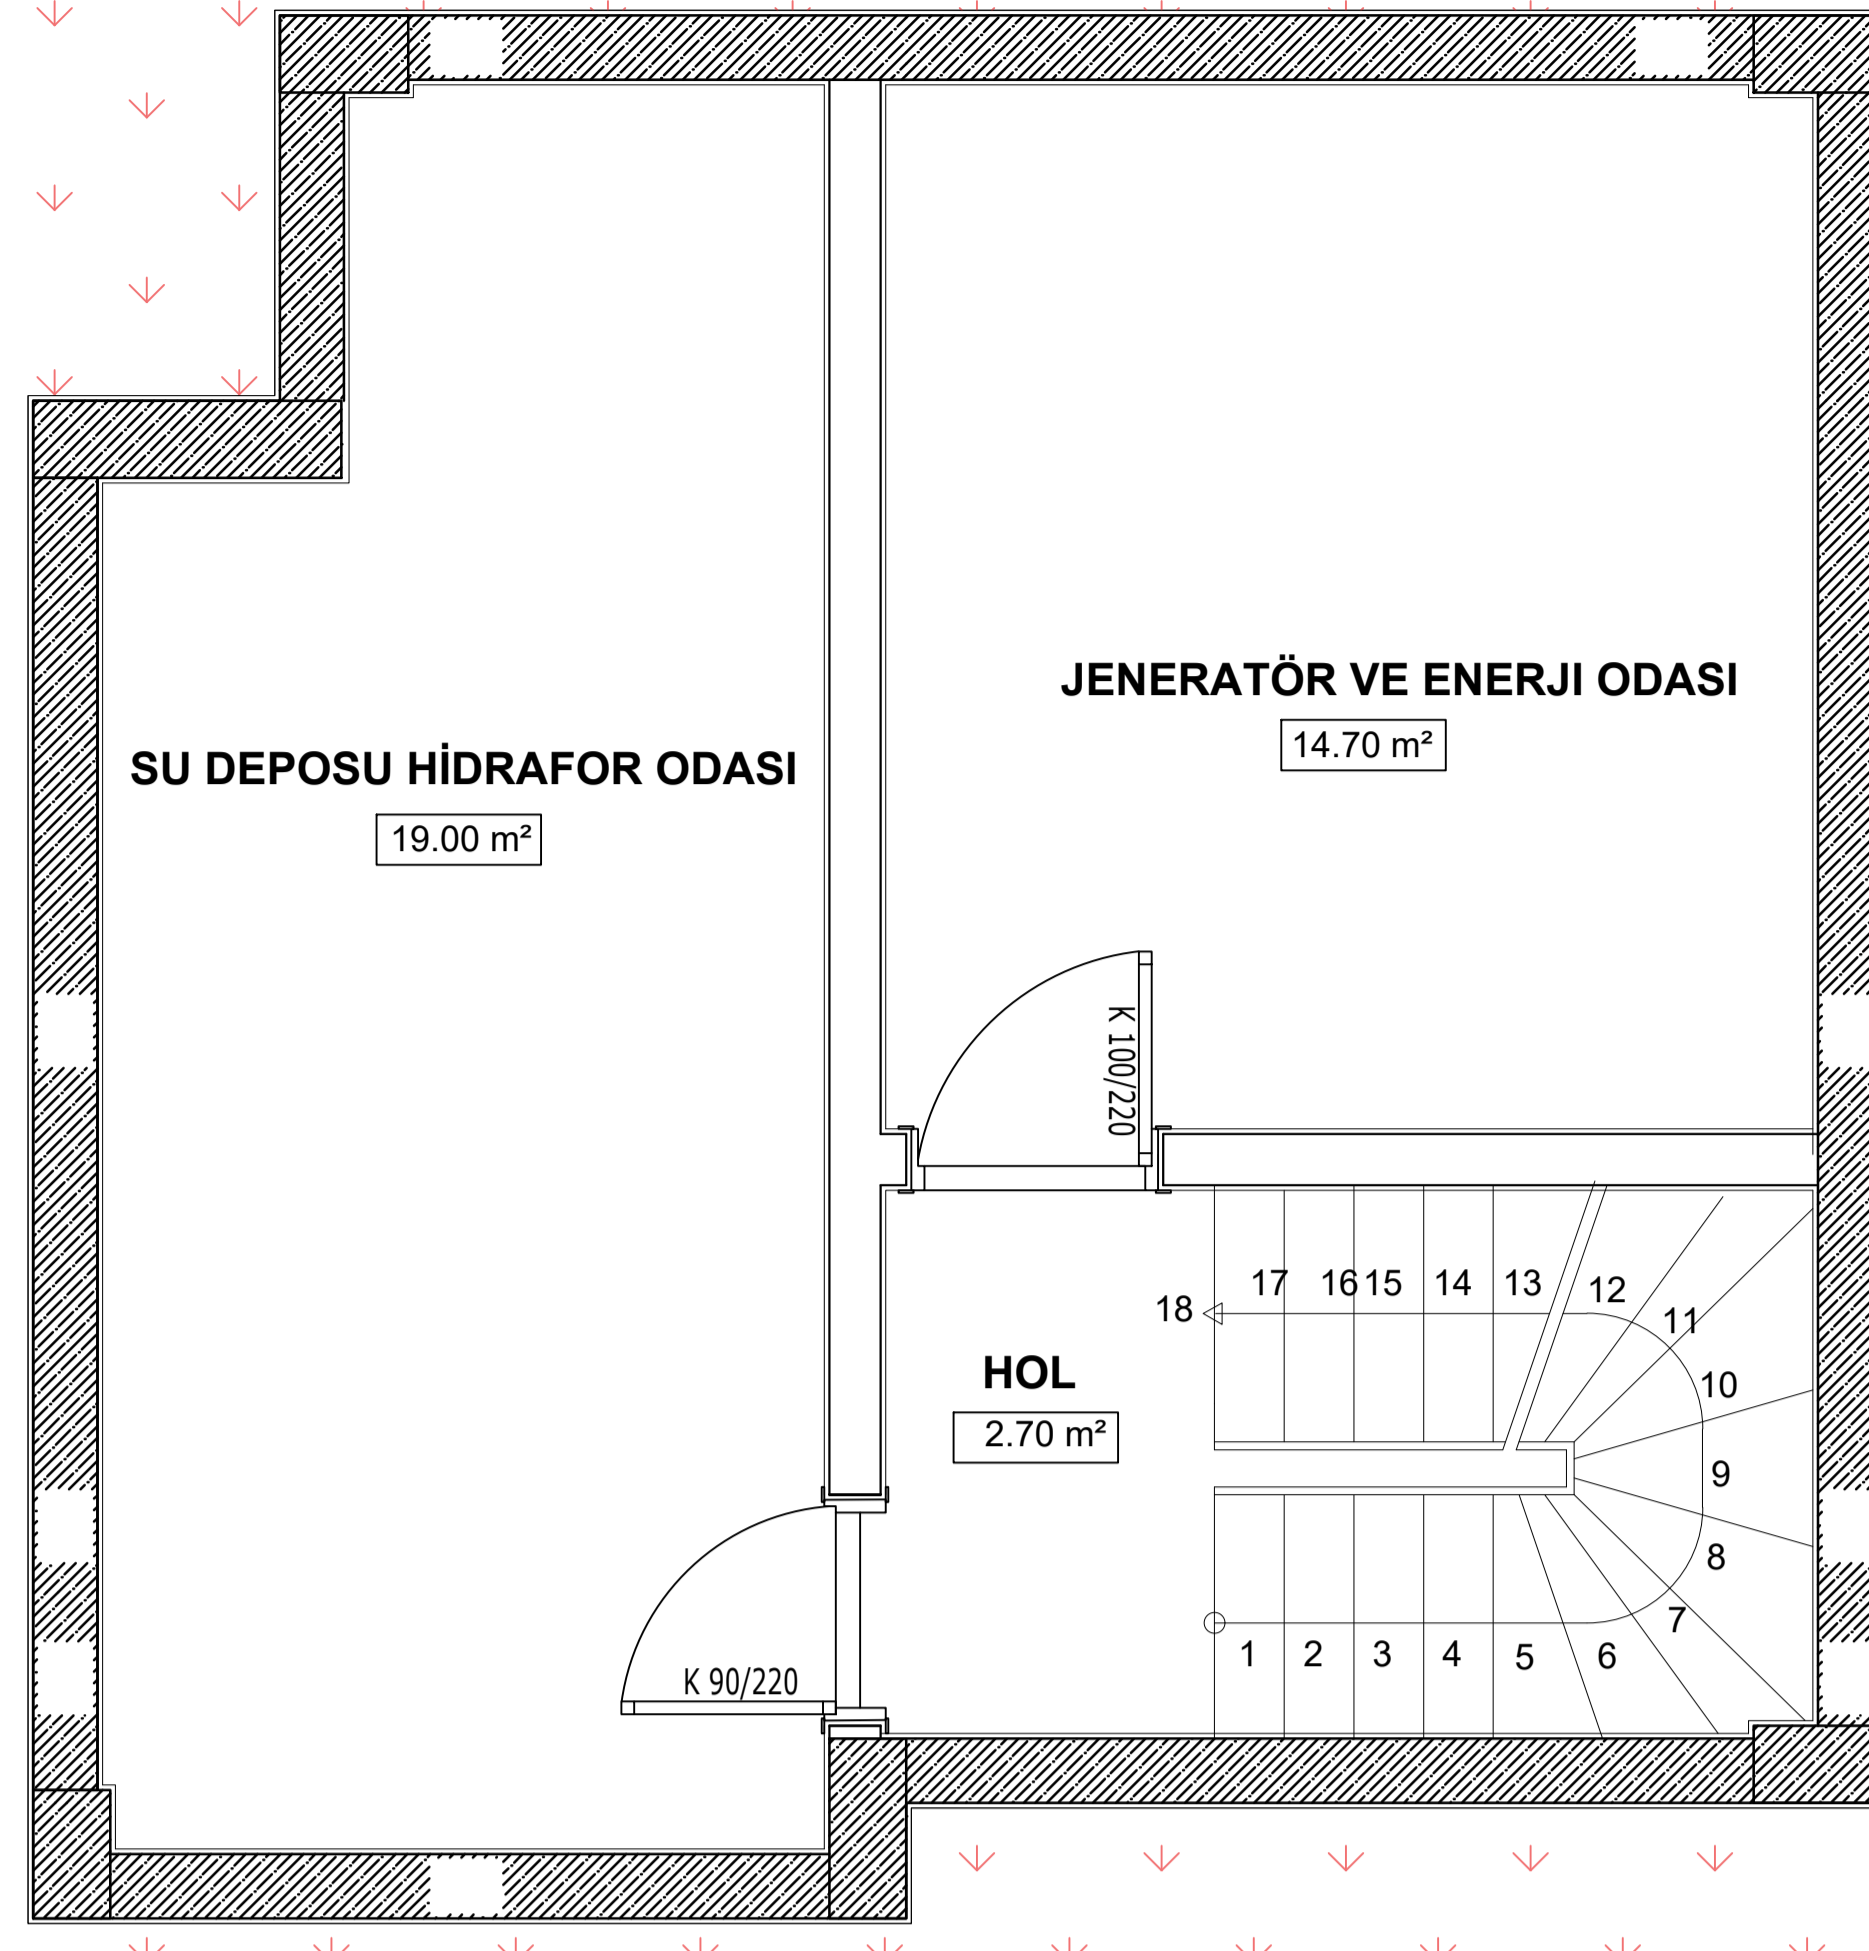 JENERATÖR VE ENERJI ODASI
14.70 m²
SU DEPOSU HİDRAFOR ODASI
19.00 m²
K 100/220
18
17
16
15
14
13
12
11
10
9
8
7
HOL
2.70 m²
K 90/220
1
2
3
4
5
6